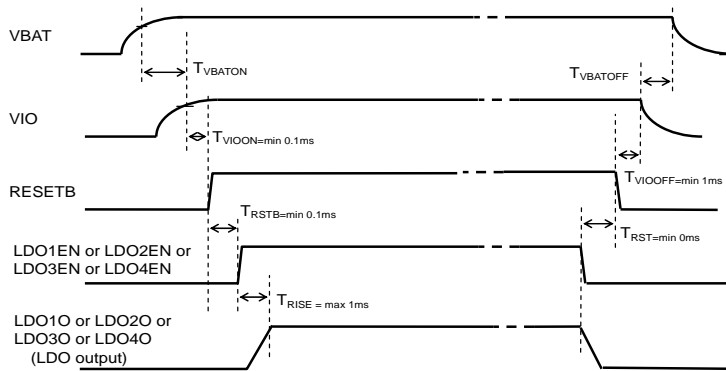 VBAT
TVBATON
TVBATOFF
VIO
TVIOON=min 0.1ms
TVIOOFF=min 1ms
RESETB
TRSTB=min 0.1ms
TRST=min 0ms
LDO1EN or LDO2EN or
LDO3EN or LDO4EN
TRISE = max 1ms
LDO1O or LDO2O or
LDO3O or LDO4O
(LDO output)